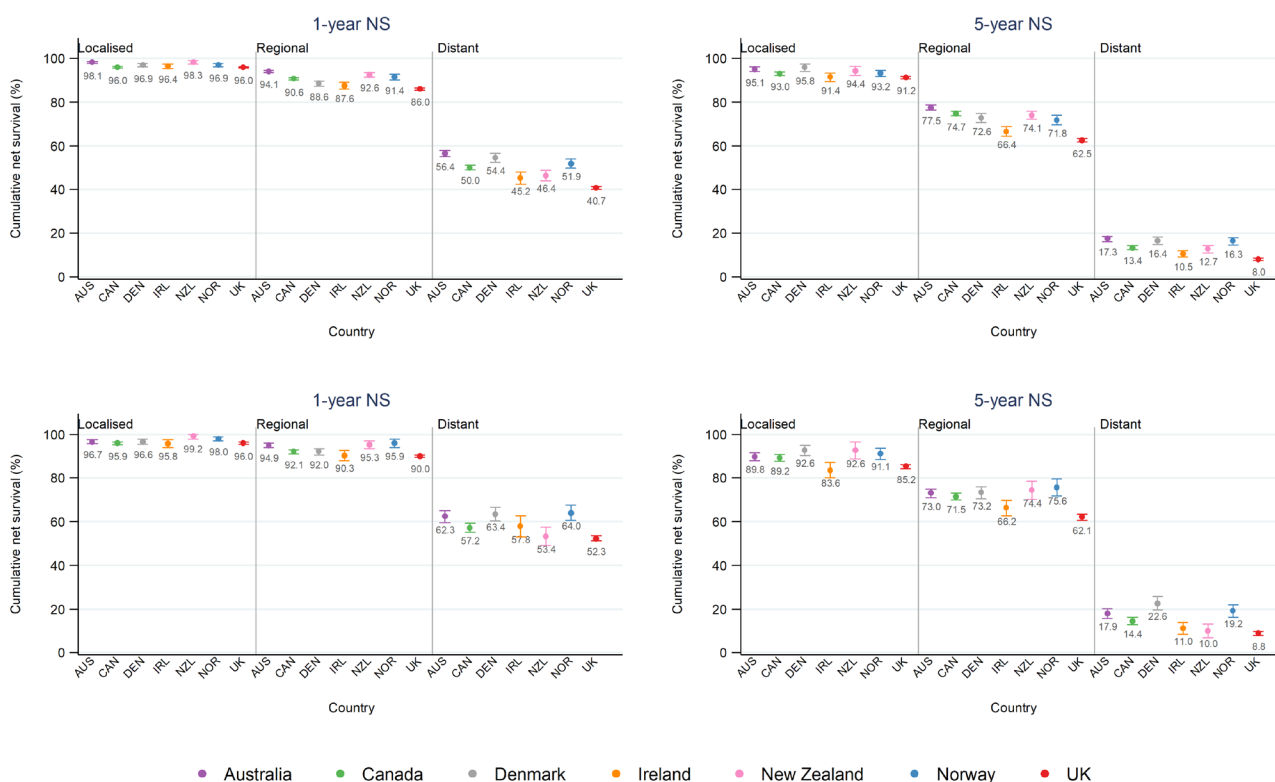 1-year NS
Localised Regional Distant
Cumulative net survival (%)
100
80
60
40
20
0
98.1 96.0 96.9 96.4 98.3 96.9 96.0
94.1 90.6 88.6 87.6 92.6 91.4 86.0
56.4 50.0 54.4 45.2 46.4 51.9 40.7
AUS CAN DEN IRL NZL NOR UK AUS CAN DEN IRL NZL NOR UK AUS CAN DEN IRL NZL NOR UK
Country
5-year NS
Localised Regional Distant
Cumulative net survival (%)
100
80
60
40
20
0
95.1 93.0 95.8 91.4 94.4 93.2 91.2
77.5 74.7 72.6 66.4 74.1 71.8 62.5
17.3 13.4 16.4 10.5 12.7 16.3 8.0
AUS CAN DEN IRL NZL NOR UK AUS CAN DEN IRL NZL NOR UK AUS CAN DEN IRL NZL NOR UK
Country
1-year NS
Localised Regional Distant
Cumulative net survival (%)
100
80
60
40
20
0
96.7 95.9 96.6 95.8 99.2 98.0 96.0
94.9 92.1 92.0 90.3 95.3 95.9 90.0
62.3 57.2 63.4 57.8 53.4 64.0 52.3
AUS CAN DEN IRL NZL NOR UK AUS CAN DEN IRL NZL NOR UK AUS CAN DEN IRL NZL NOR UK
Country
5-year NS
Localised Regional Distant
Cumulative net survival (%)
100
80
60
40
20
0
89.8 89.2 92.6 83.6 92.6 91.1 85.2
73.0 71.5 73.2 66.2 74.4 75.6 62.1
17.9 14.4 22.6 11.0 10.0 19.2 8.8
AUS CAN DEN IRL NZL NOR UK AUS CAN DEN IRL NZL NOR UK AUS CAN DEN IRL NZL NOR UK
Country
Australia Canada Denmark Ireland New Zealand Norway UK